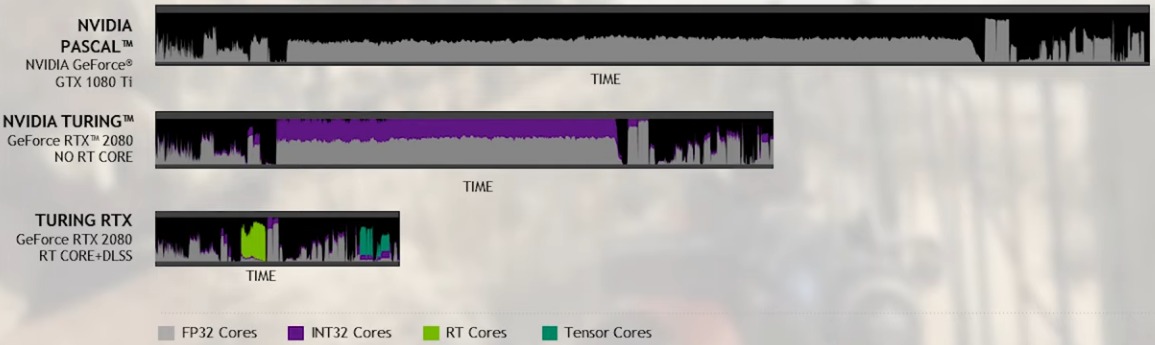 NVIDIA
PASCAL™
NVIDIA GeForce®
GTX 1080 Ti
TIME
NVIDIA TURING™
GeForce RTX™ 2080
NO RT CORE
TIME
TURING RTX
GeForce RTX 2080
RT CORE+DLSS
TIME
FP32 Cores INT32 Cores RT Cores Tensor Cores